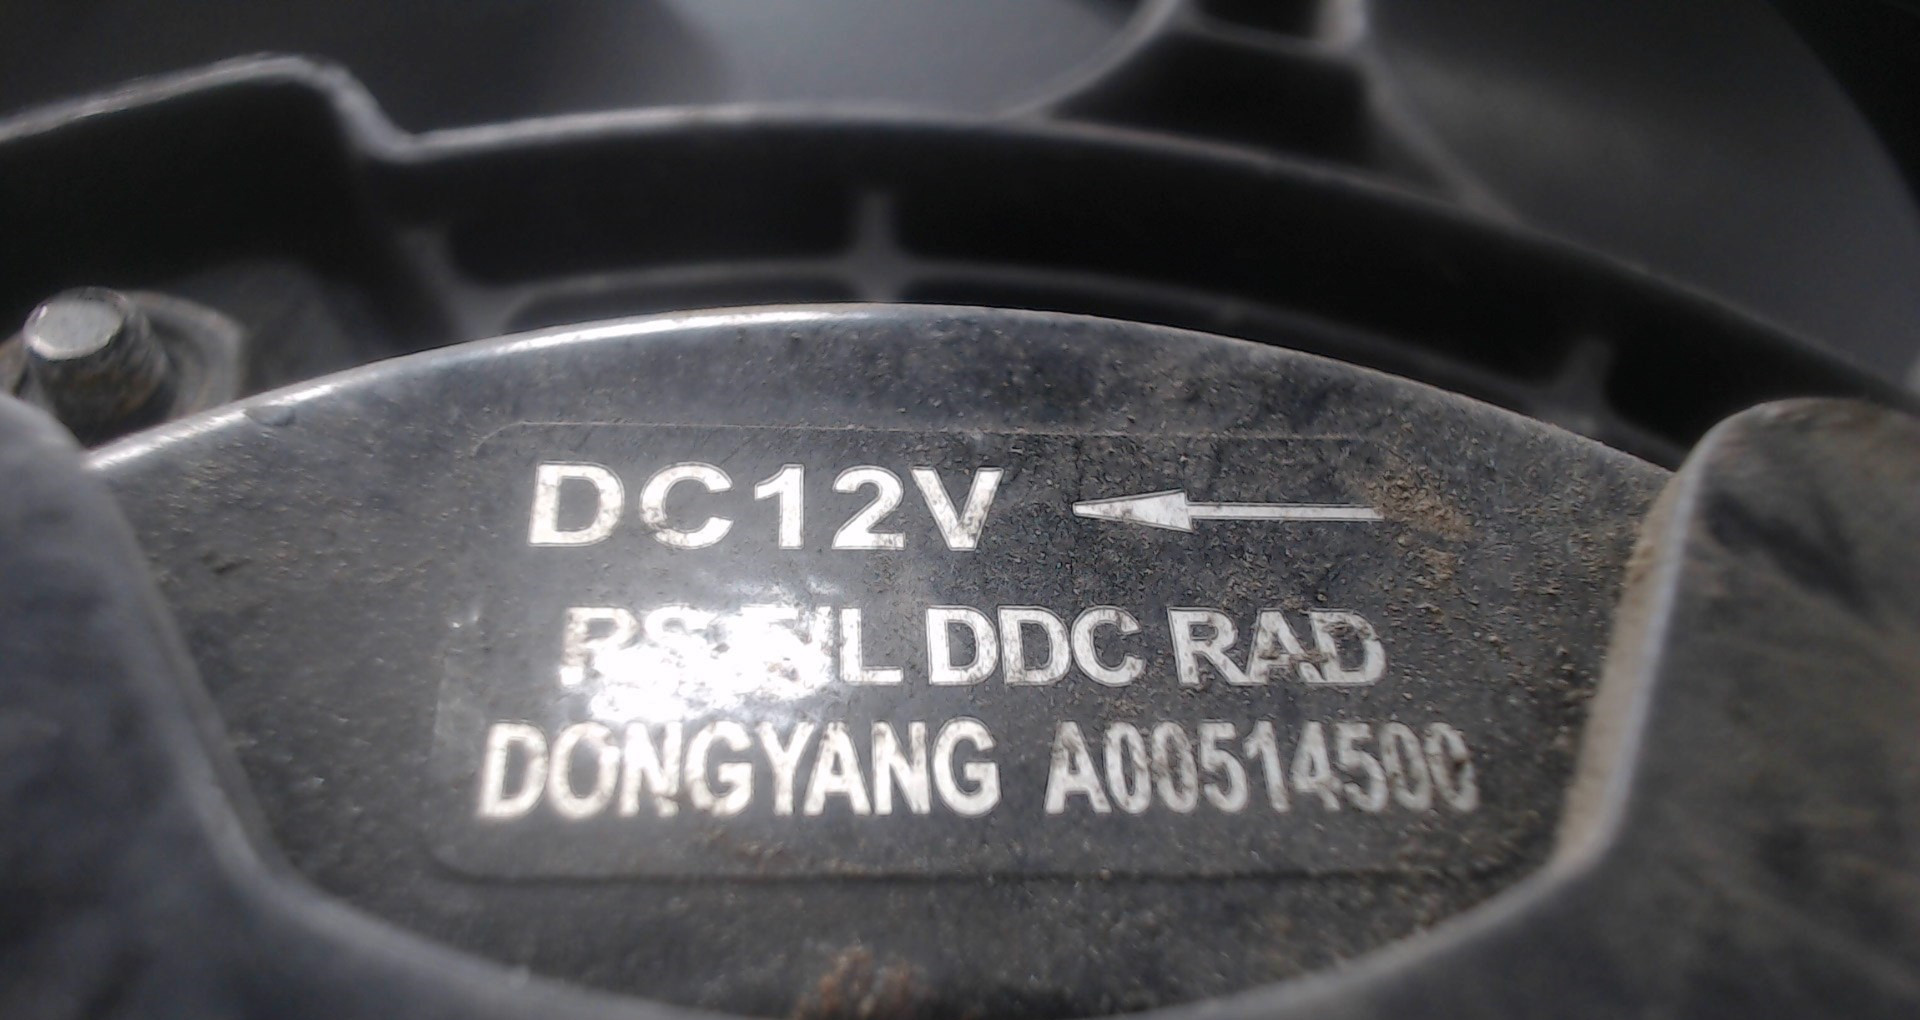 DC12V
DDC RAD
DONGYANG A00514500